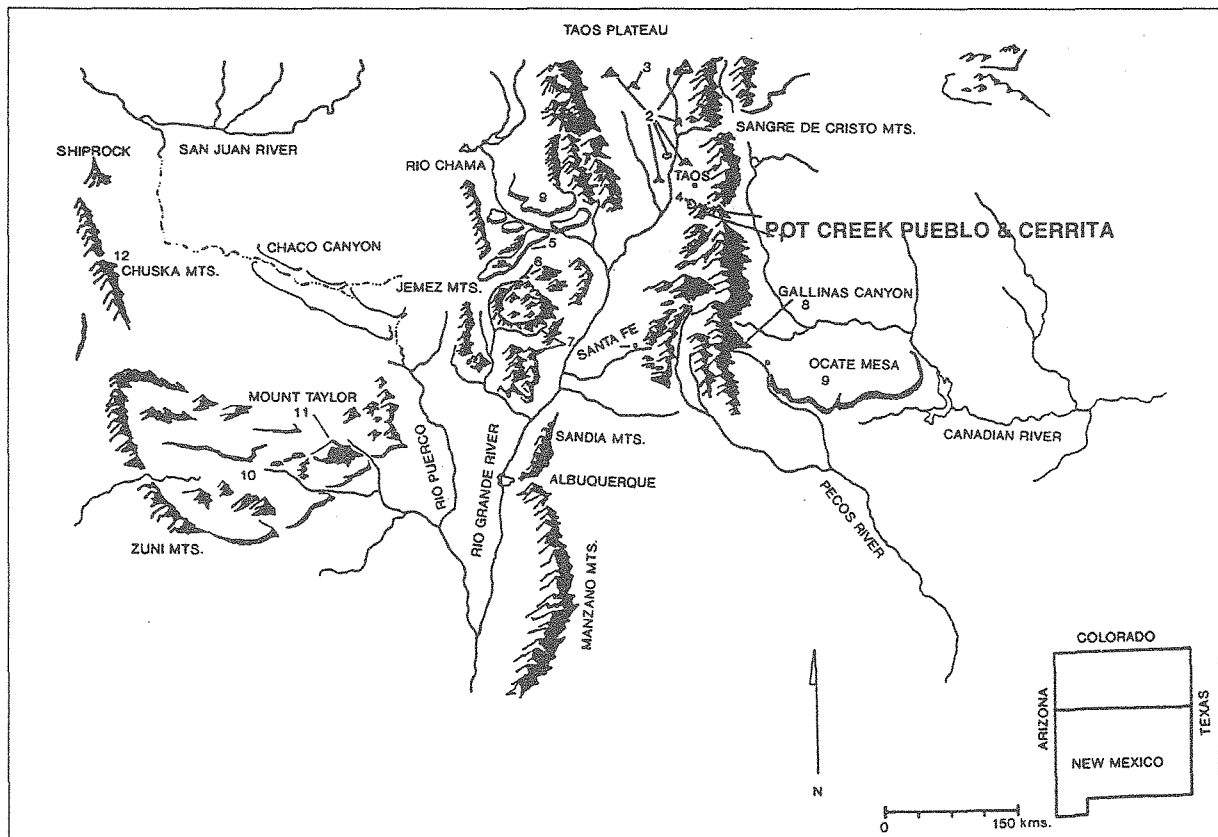 TAOS PLATEAU
3
2
SANGRE DE CRISTO MTS.
SHIPROCK
SAN JUAN RIVER
RIO CHAMA
TAOS
9
4
POT CREEK PUEBLO & CERRITA
5
CHACO CANYON
12
CHUSKA MTS.
6
JEMEZ MTS.
GALLINAS CANYON
8
7
SANTA FE
OCATE MESA
9
MOUNT TAYLOR
11
SANDIA MTS.
CANADIAN RIVER
10
RIO PUERCO
RIO GRANDE RIVER
ALBUQUERQUE
PECOS RIVER
ZUNI MTS.
MANZANO MTS.
COLORADO
ARIZONA
TEXAS
NEW MEXICO
N
0 150 kms.